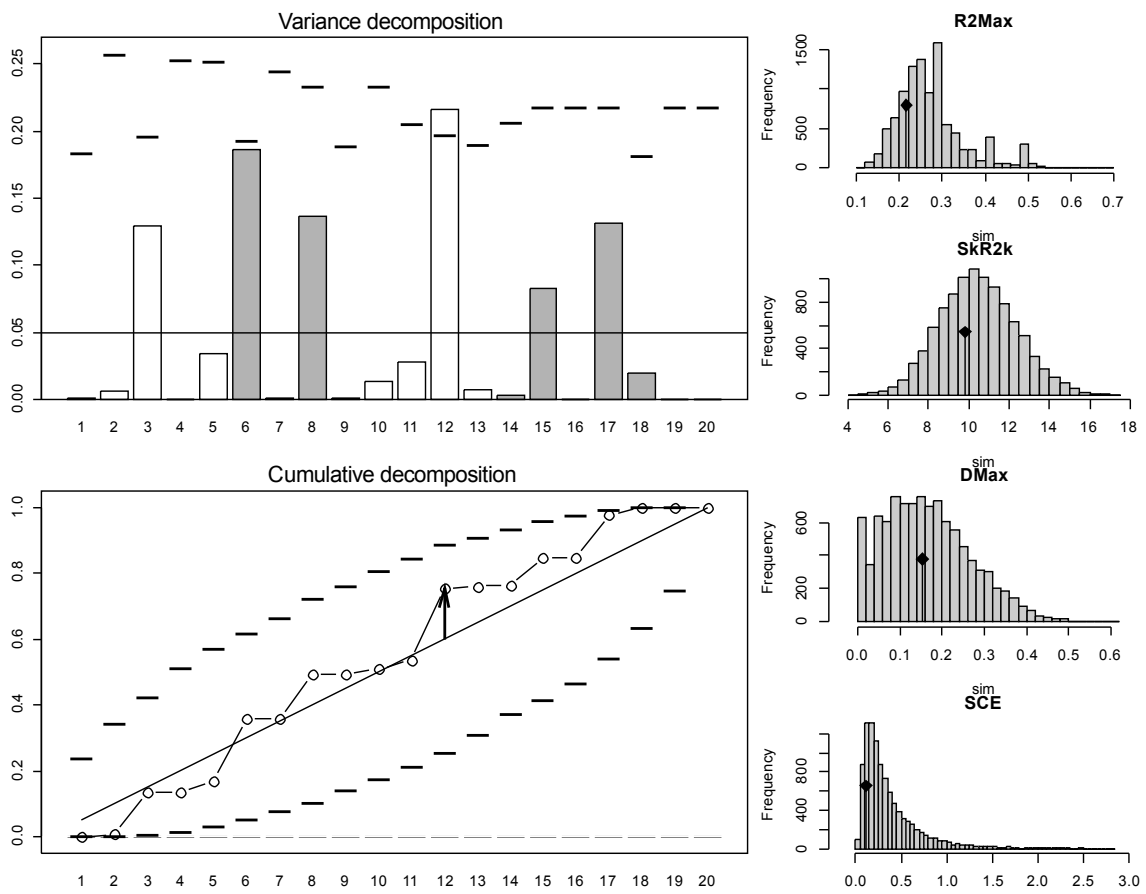 Variance decomposition
0.25
0.20
0.15
0.10
0.05
0.00
1 2 3 4 5 6 7 8 9 10 11 12 13 14 15 16 17 18 19 20
Cumulative decomposition
1.0
0.8
0.6
0.4
0.2
0.0
1 2 3 4 5 6 7 8 9 10 11 12 13 14 15 16 17 18 19 20
R2Max
Frequency
1500
500
0
0.1 0.2 0.3 0.4 0.5 0.6 0.7
sim
SkR2k
Frequency
800
400
0
4 6 8 10 12 14 16 18
sim
DMax
Frequency
600
200
0
0.0 0.1 0.2 0.3 0.4 0.5 0.6
sim
SCE
Frequency
800
400
0
0.0 0.5 1.0 1.5 2.0 2.5 3.0